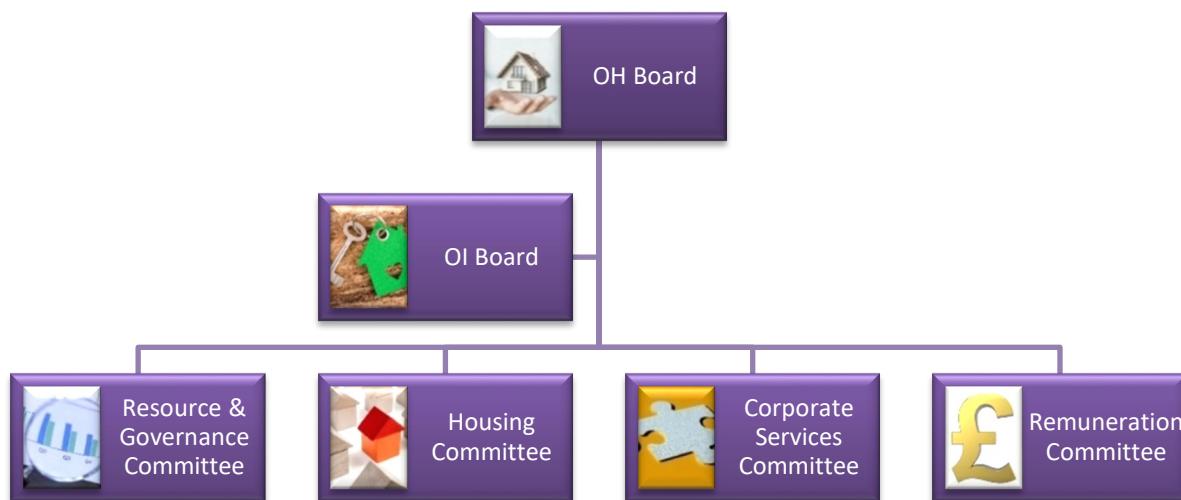 OH Board
OI Board
Resource &
Governance
Committee
Housing
Committee
Corporate
Services
Committee
Remuneration
Committee